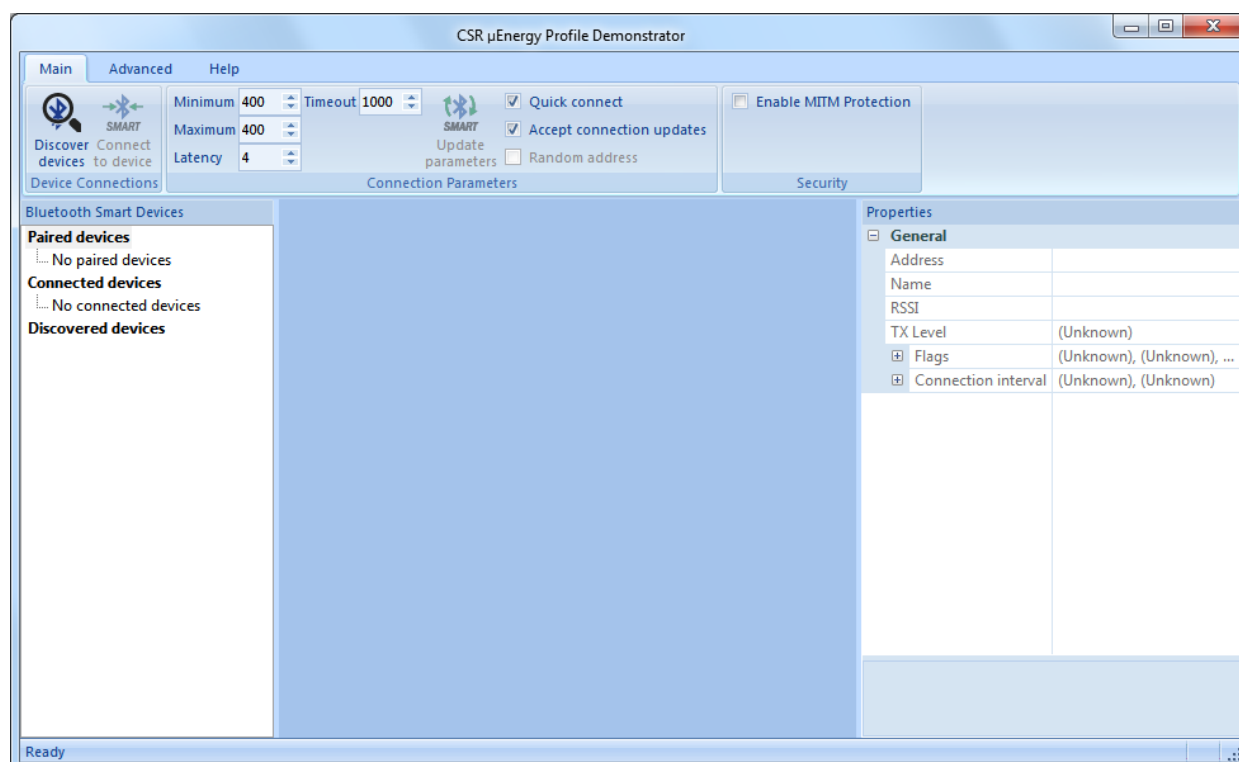 CSR µEnergy Profile Demonstrator
Main Advanced Help
Discover devices
SMART
Connect to device
Device Connections
Minimum 400
Maximum 400
Latency 4
Timeout 1000
SMART
Update parameters
Quick connect
Accept connection updates
Random address
Connection Parameters
Enable MITM Protection
Security
Bluetooth Smart Devices
Paired devices
No paired devices
Connected devices
No connected devices
Discovered devices
Properties
General
Address
Name
RSSI
TX Level (Unknown)
Flags (Unknown), (Unknown), ...
Connection interval (Unknown), (Unknown)
Ready